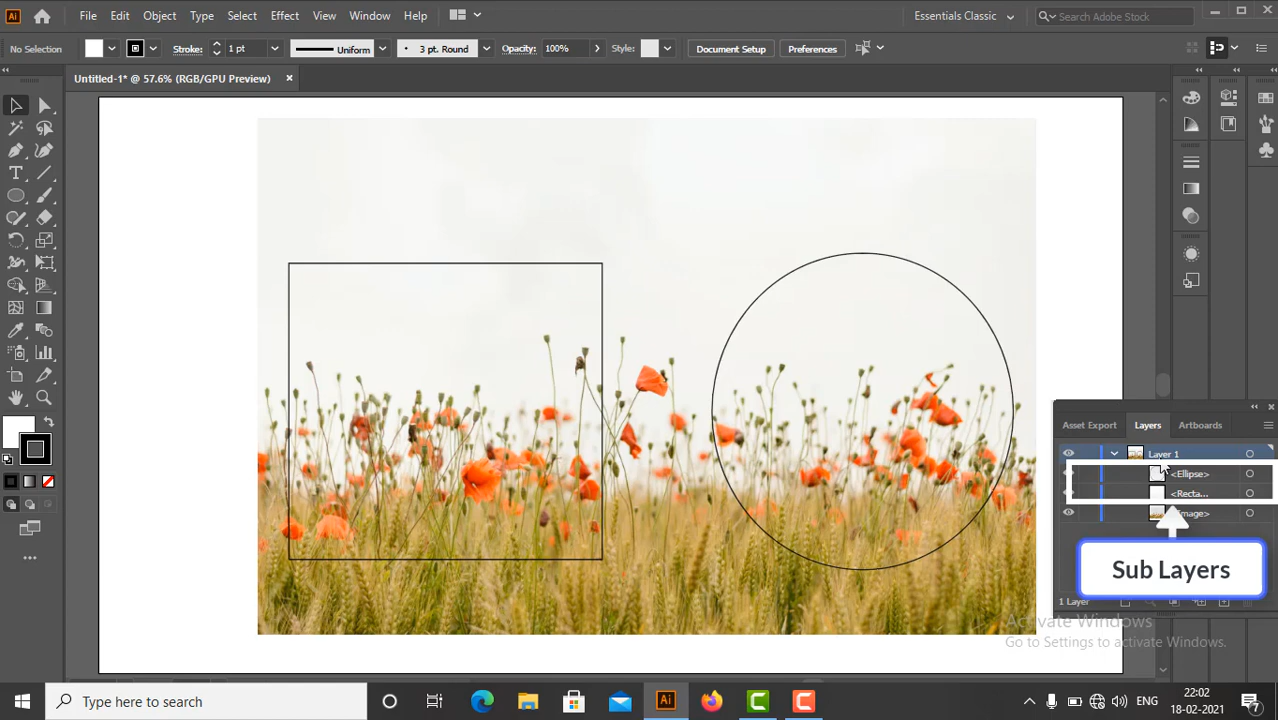 Ai File Edit Object Type Select Effect View Window Help Essentials Classic Search Adobe Stock
No Selection Stroke: 1 pt Uniform 3 pt. Round Opacity: 100% Style: Document Setup Preferences
Untitled-1* @ 57.6% (RGB/GPU Preview)
Asset Export Layers Artboards
Layer 1
<Ellipse>
<Recta...
Image>
Sub Layers
1 Layer
Activate Windows
Go to Settings to activate Windows.
Type here to search
Ai
ENG
22:02
18-02-2021
7